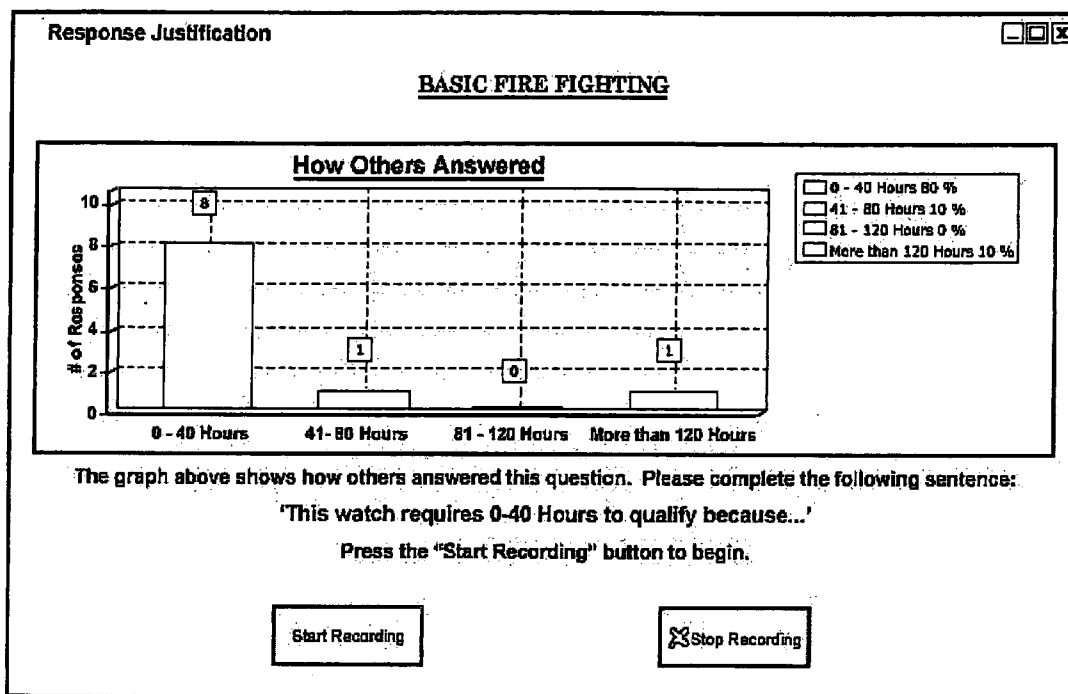 Response Justification
BASIC FIRE FIGHTING
How Others Answered
# of Responses
10
8
6
4
2
0
8
1
0
1
0 - 40 Hours
41 - 80 Hours
81 - 120 Hours
More than 120 Hours
0 - 40 Hours 80 %
41 - 80 Hours 10 %
81 - 120 Hours 0 %
More than 120 Hours 10 %
The graph above shows how others answered this question. Please complete the following sentence:
'This watch requires 0-40 Hours to qualify because...'
Press the "Start Recording" button to begin.
Start Recording
Stop Recording